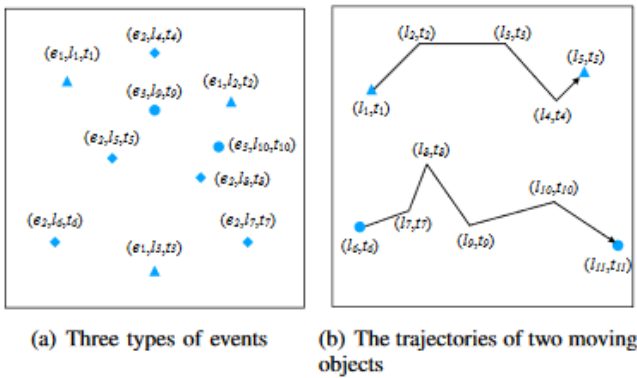 (e2,l4,t4)
(e1,l1,t1)
(e3,l9,t9)
(e1,l2,t2)
(e2,l5,t5)
(e3,l10,t10)
(e2,l8,t8)
(e2,l6,t6)
(e2,l7,t7)
(e1,l3,t3)
(a) Three types of events
(l2,t2)
(l3,t3)
(l5,t5)
(l1,t1)
(l4,t4)
(l8,t8)
(l10,t10)
(l7,t7)
(l6,t6)
(l9,t9)
(l11,t11)
(b) The trajectories of two moving
objects